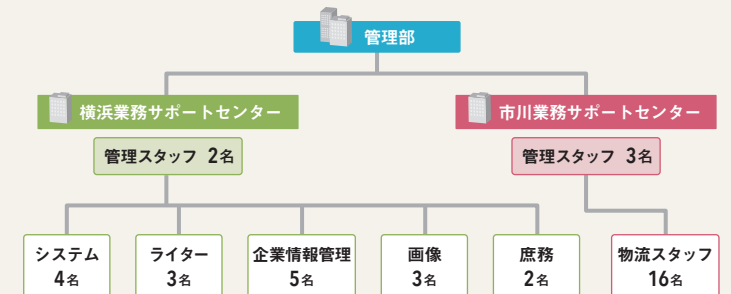 管理部
横浜業務サポートセンター
市川業務サポートセンター
管理スタッフ 2名
管理スタッフ 3名
システム
4名
ライター
3名
企業情報管理
5名
画像
3名
庶務
2名
物流スタッフ
16名